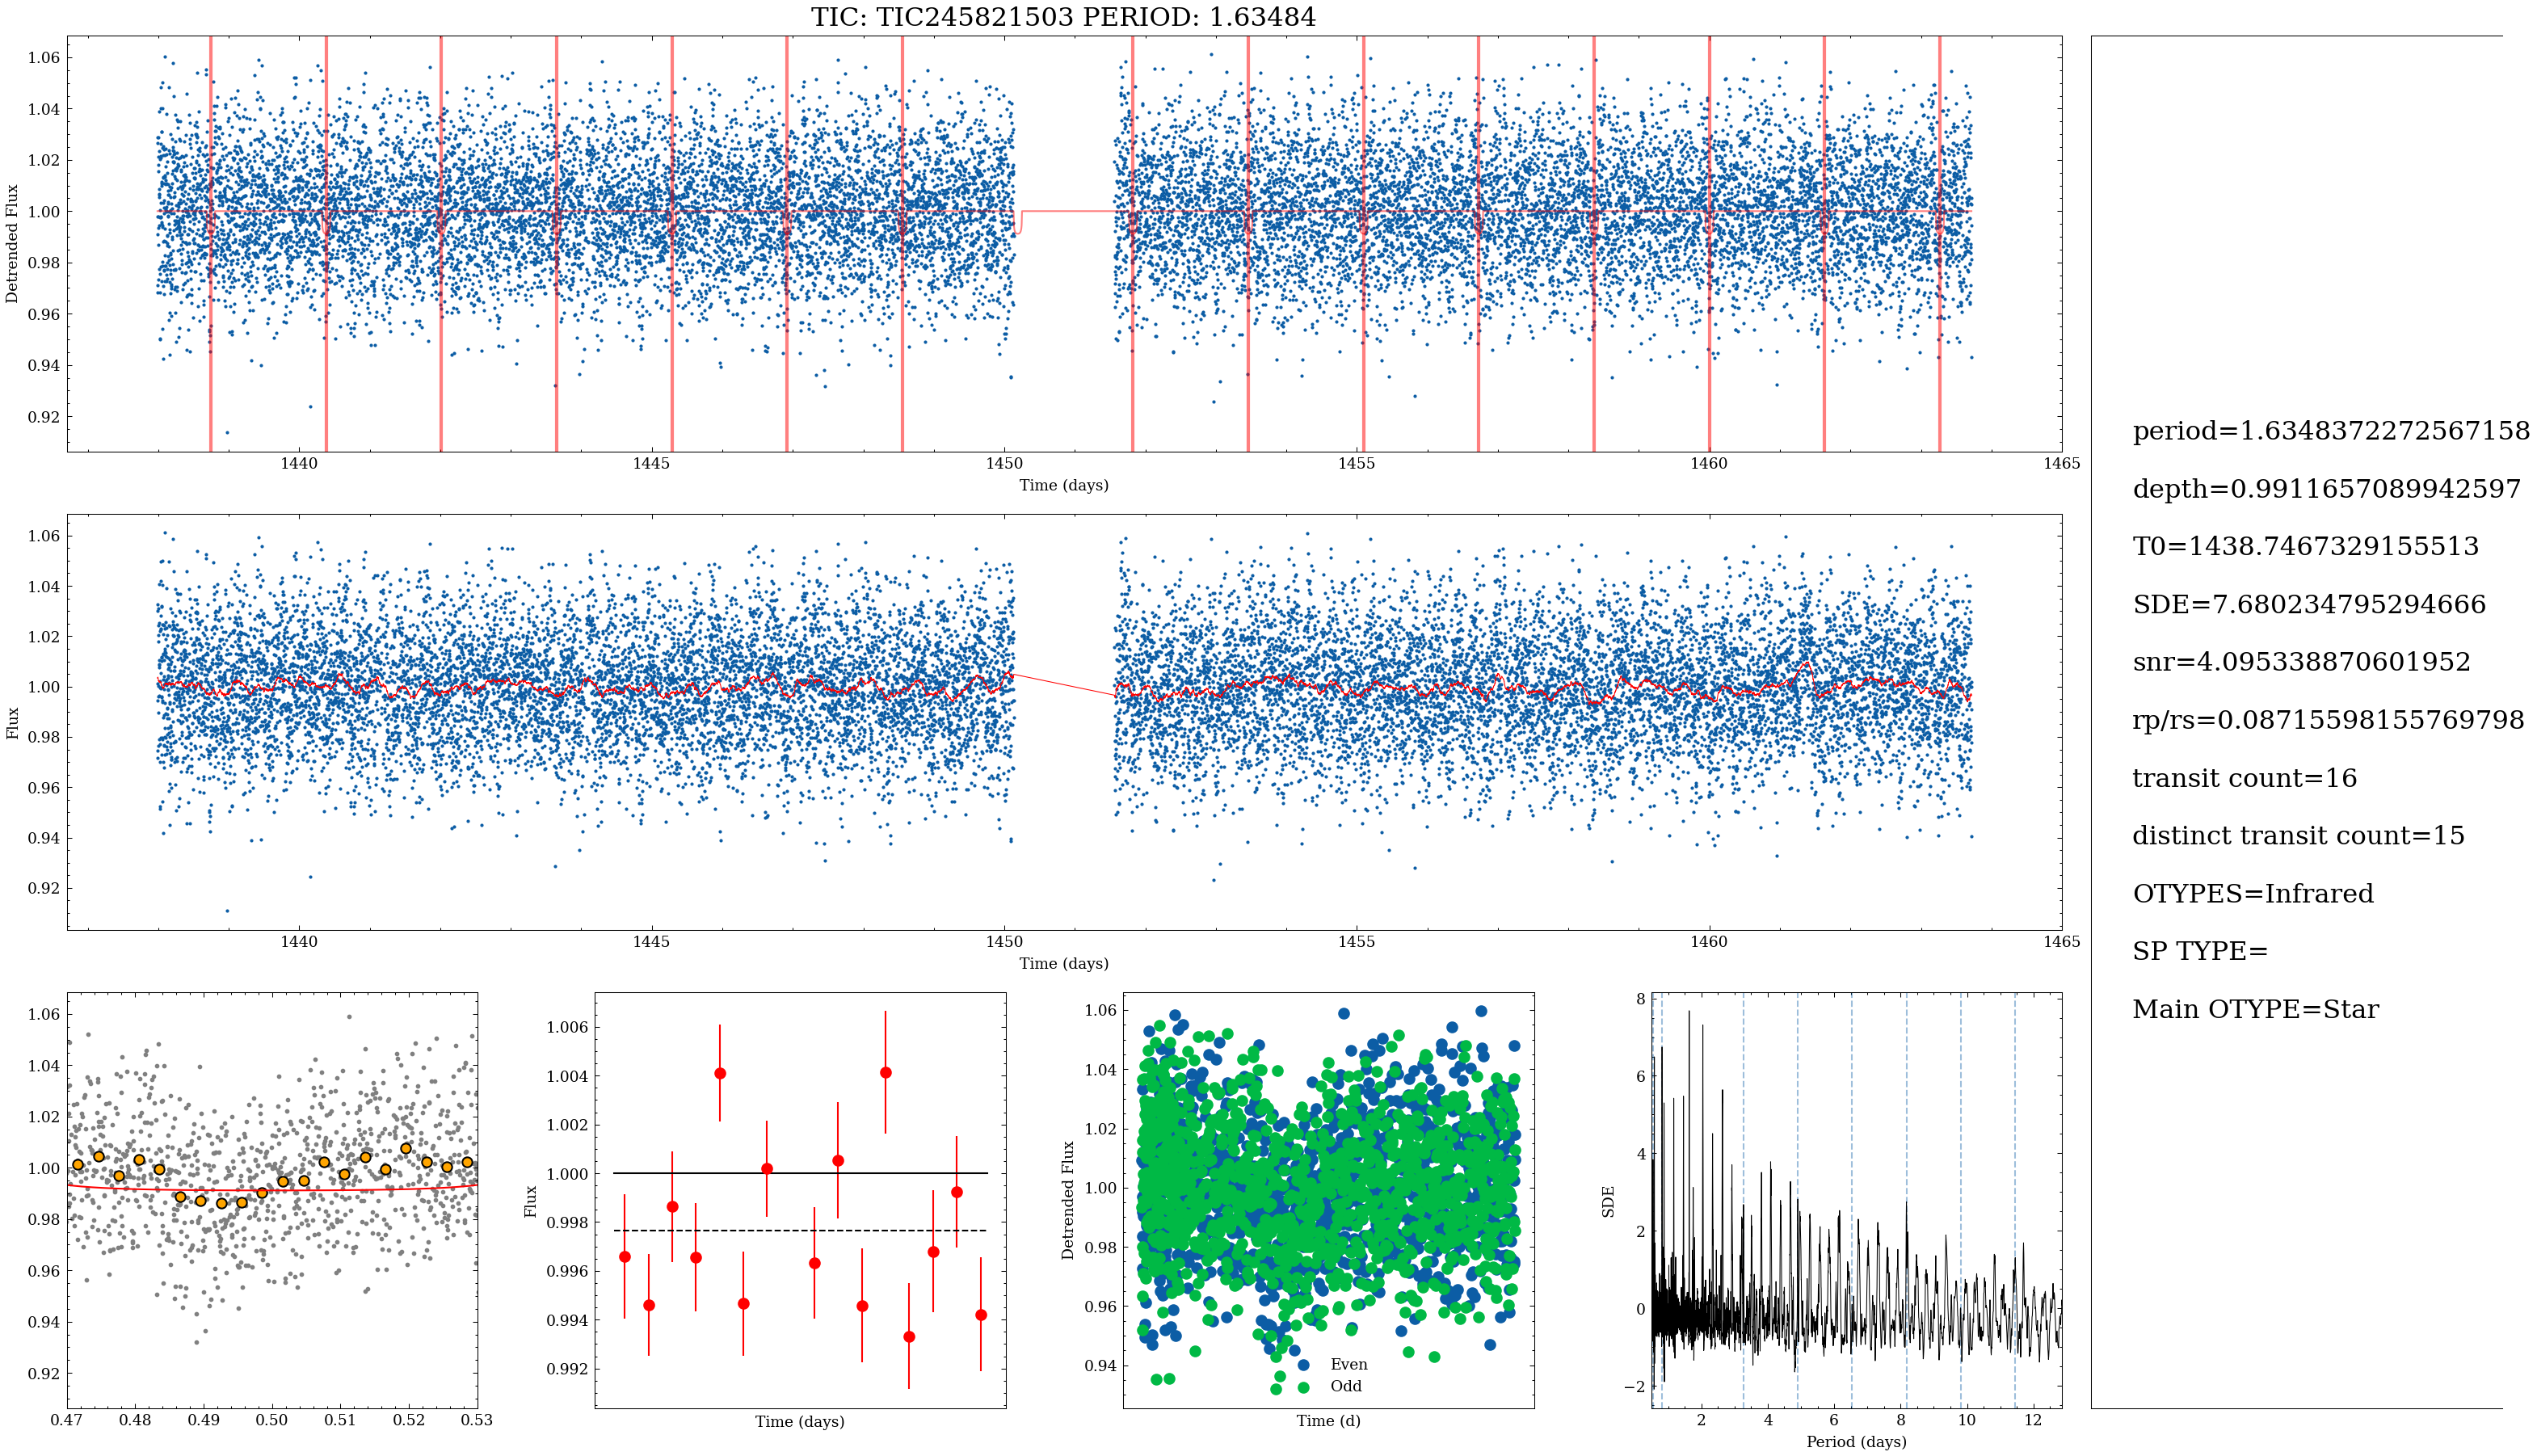 TIC: TIC245821503 PERIOD: 1.63484
1.06
1.04
1.02
1.00
0.98
0.96
0.94
0.92
Detrended Flux
1440
1445
1450
1455
1460
1465
Time (days)
1.06
1.04
1.02
1.00
0.98
0.96
0.94
0.92
Flux
1440
1445
1450
1455
1460
1465
Time (days)
period=1.6348372272567158
depth=0.9911657089942597
T0=1438.7467329155513
SDE=7.680234795294666
snr=4.095338870601952
rp/rs=0.08715598155769798
transit count=16
distinct transit count=15
OTYPES=Infrared
SP TYPE=
Main OTYPE=Star
1.06
1.04
1.02
1.00
0.98
0.96
0.94
0.92
0.47
0.48
0.49
0.50
0.51
0.52
0.53
1.006
1.004
1.002
1.000
0.998
0.996
0.994
0.992
Flux
Time (days)
1.06
1.04
1.02
1.00
0.98
0.96
0.94
Detrended Flux
Even
Odd
Time (d)
8
6
4
2
0
−2
SDE
2
4
6
8
10
12
Period (days)